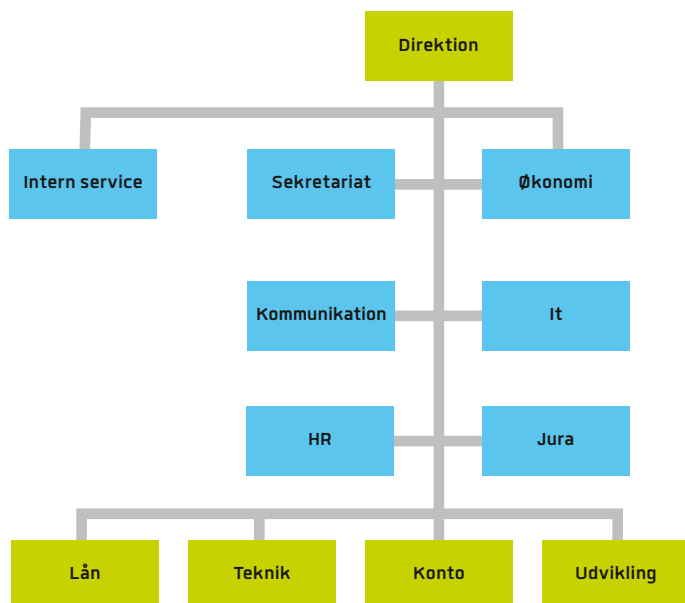 Direktion
Intern service
Sekretariat
Økonomi
Kommunikation
It
HR
Jura
Lån
Teknik
Konto
Udvikling